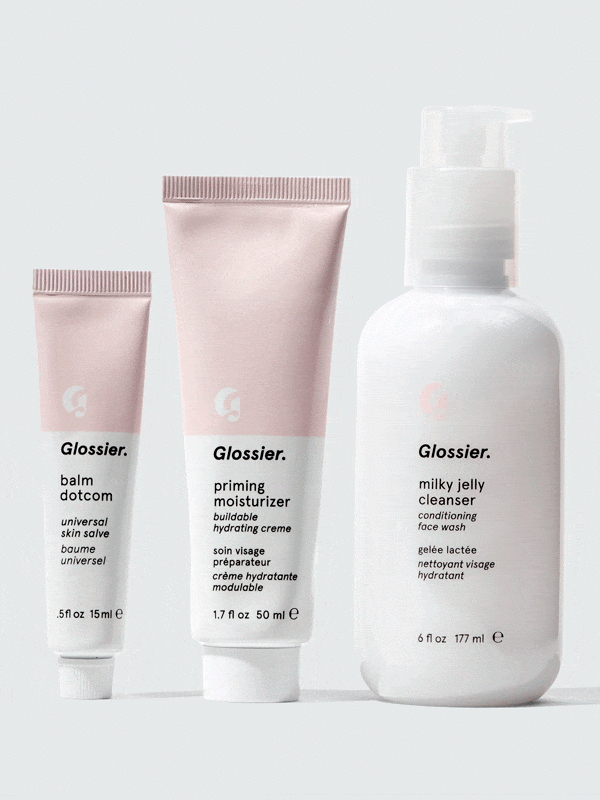 Glossier.
balm
dotcom
universal
skin salve
baume
universel
.5fl oz 15ml ℮
Glossier.
priming
moisturizer
buildable
hydrating creme
soin visage
préparateur
crème hydratante
modulable
1.7 fl oz 50 ml ℮
Glossier.
milky jelly
cleanser
conditioning
face wash
gelée lactée
nettoyant visage
hydratant
6 fl oz 177 ml ℮